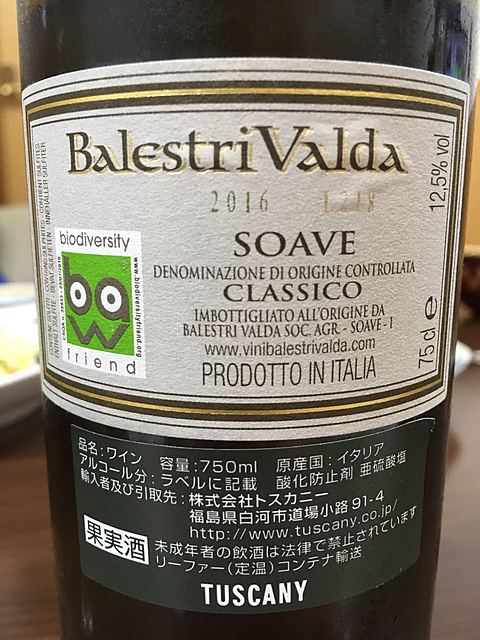 BalestriValda
2016 L218
SOAVE
DENOMINAZIONE DI ORIGINE CONTROLLATA
CLASSICO
IMBOTTIGLIATO ALL'ORIGINE DA
BALESTRI VALDA SOC. AGR. - SOAVE - I
www.vinibalestrivalda.com
PRODOTTO IN ITALIA
12,5% vol
75cl e
biodiversity
baw
friend
www.biodiversityfriend.org
品名:ワイン 容量:750ml 原産国:イタリア
アルコール分:ラベルに記載 酸化防止剤 亜硫酸塩
輸入者及び引取先:株式会社トスカニー
福島県白河市道場小路91-4
http://www.tuscany.co.jp/
果実酒
未成年者の飲酒は法律で禁止されています
リーファー(定温)コンテナ輸送
TUSCANY